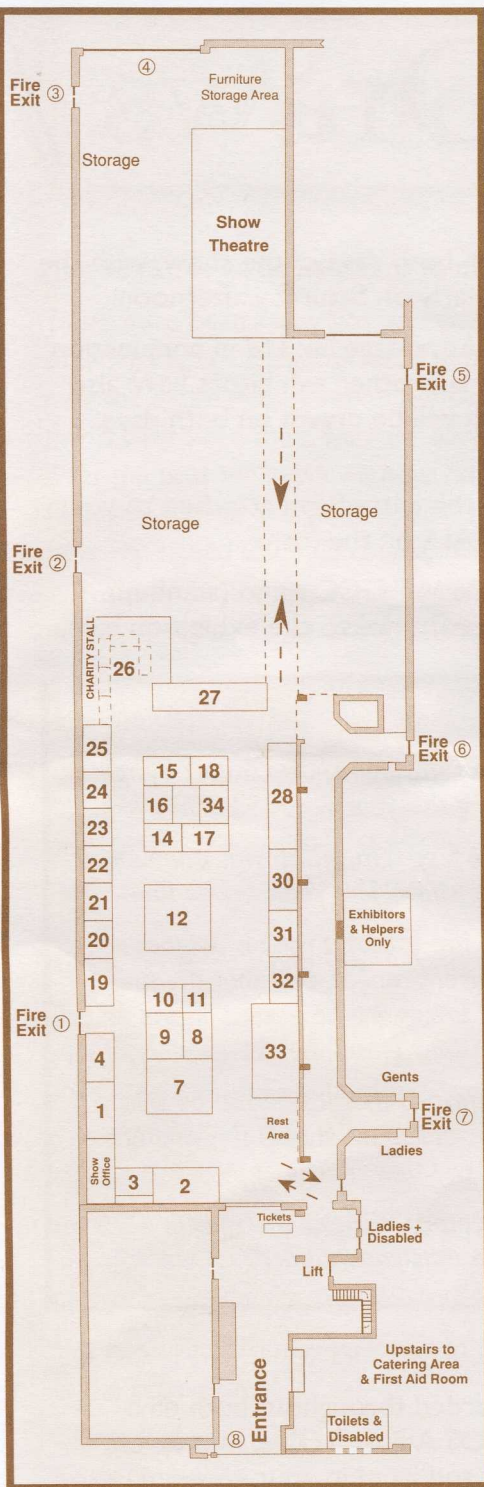 ④
Fire
Exit ③
Furniture
Storage Area
Storage
Show
Theatre
Fire
Exit ⑤
Storage
Storage
Fire
Exit ②
CHARITY STALL
26
27
25
Fire
Exit ⑥
15 18
28
24
16 34
23
14 17
22
30
21
12
Exhibitors
& Helpers
Only
20
31
19
32
10 11
Fire
Exit ①
9 8
33
4
7
Gents
1
Fire
Exit ⑦
Rest
Area
Ladies
Show
Office
3 2
Tickets
Ladies +
Disabled
Lift
Upstairs to
Catering Area
& First Aid Room
Entrance
Toilets &
Disabled
⑧